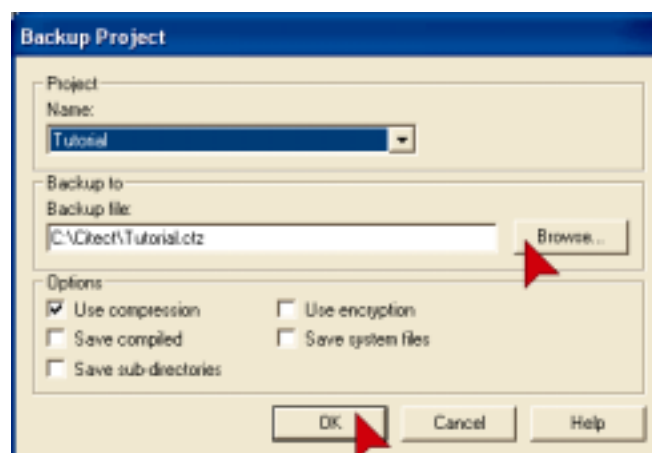 Backup Project
Project
Name:
Tutorial
Backup to
Backup file:
C:\Citect\Tutorial.ctz
Browse...
Options
Use compression
Use encryption
Save compiled
Save system files
Save sub-directories
OK
Cancel
Help